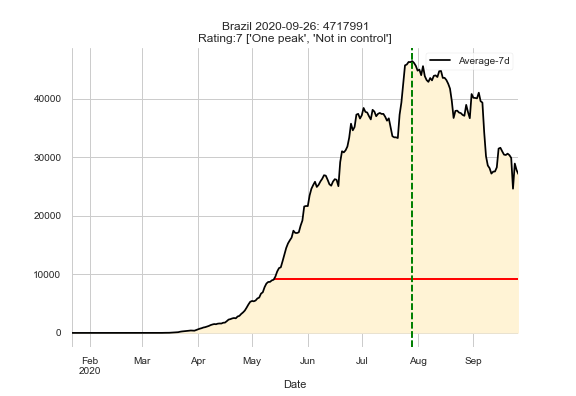 Brazil 2020-09-26: 4717991
Rating:7 ['One peak', 'Not in control']
Average-7d
40000
30000
20000
10000
0
Feb Mar Apr May Jun Jul Aug Sep
2020
Date